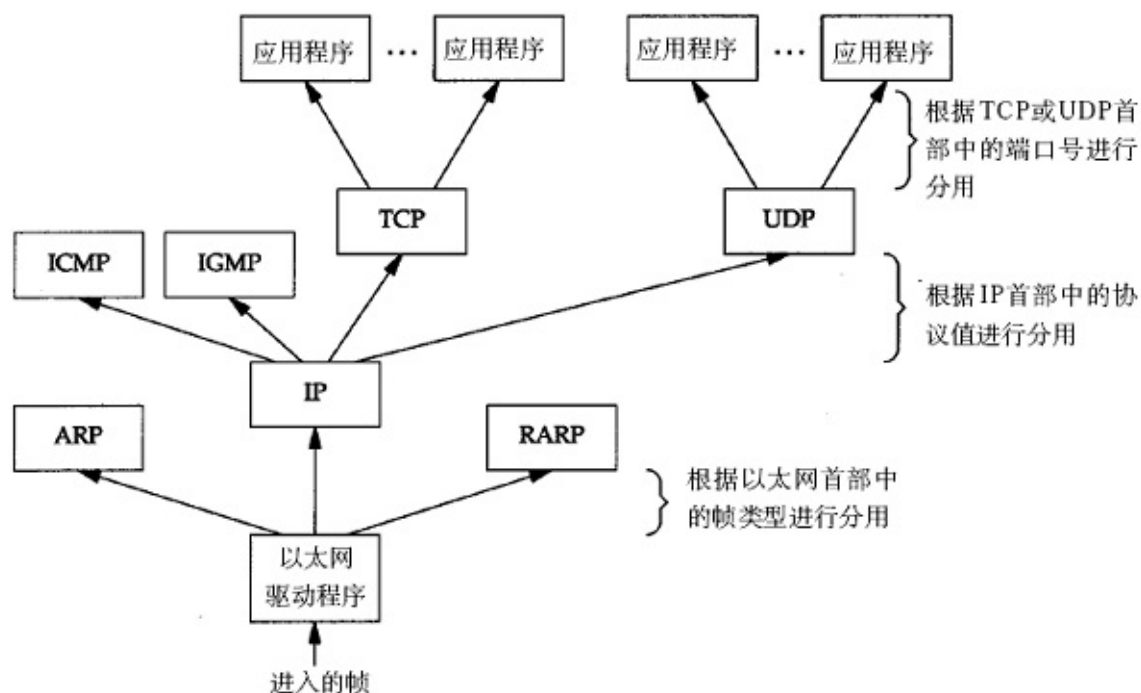 应用程序 … 应用程序 应用程序 … 应用程序
根据TCP或UDP首
部中的端口号进行
分用
TCP UDP
ICMP IGMP
根据IP首部中的协
议值进行分用
IP
ARP RARP
根据以太网首部中
的帧类型进行分用
以太网
驱动程序
进入的帧